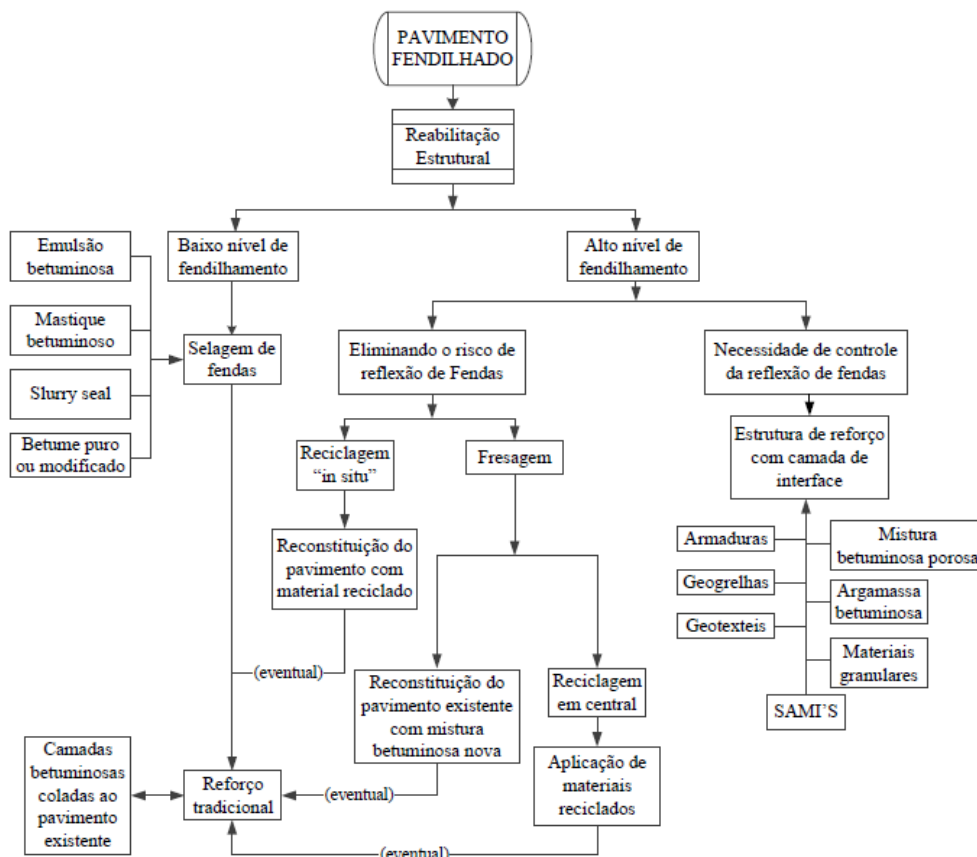 PAVIMENTO
FENDILHADO
Reabilitação
Estrutural
Baixo nível de
fendilhamento
Alto nível de
fendilhamento
Emulsão
betuminosa
Mastique
betuminoso
Slurry seal
Betume puro
ou modificado
Selagem de
fendas
Eliminando o risco de
reflexão de Fendas
Necessidade de controle
da reflexão de fendas
Reciclagem
“in situ”
Fresagem
Estrutura de reforço
com camada de
interface
Reconstituição do
pavimento com
material reciclado
Armaduras
Geogrelhas
Geotexteis
Mistura
betuminosa porosa
Argamassa
betuminosa
Materiais
granulares
SAMI'S
(eventual)
Reconstituição do
pavimento existente
com mistura
betuminosa nova
Reciclagem
em central
Aplicação de
materiais
reciclados
Camadas
betuminosas
coladas ao
pavimento
existente
Reforço
tradicional
(eventual)
(eventual)